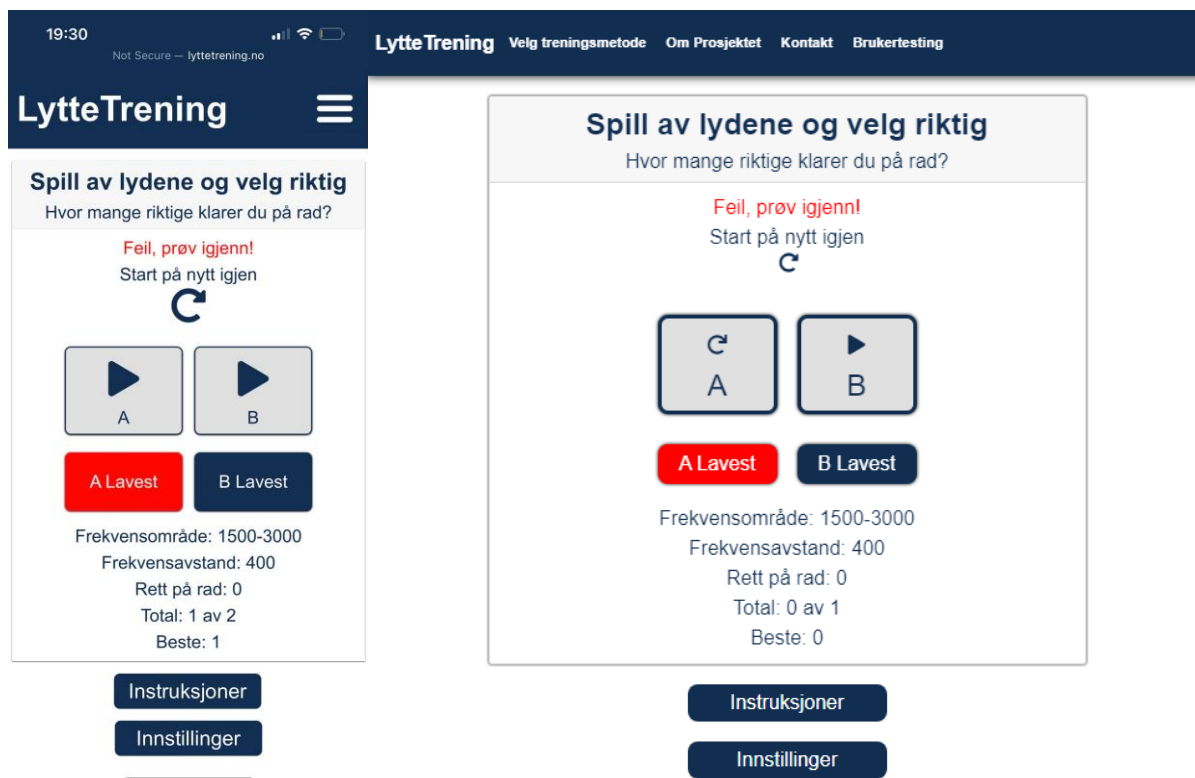 19:30
Not Secure — lyttetrening.no
LytteTrening
Spill av lydene og velg riktig
Hvor mange riktige klarer du på rad?
Feil, prøv igjenn!
Start på nytt igjen
A B
A Lavest B Lavest
Frekvensområde: 1500-3000
Frekvensavstand: 400
Rett på rad: 0
Total: 1 av 2
Beste: 1
Instruksjoner
Innstillinger
LytteTrening Velg treningsmetode Om Prosjektet Kontakt Brukertesting
Spill av lydene og velg riktig
Hvor mange riktige klarer du på rad?
Feil, prøv igjenn!
Start på nytt igjen
A B
A Lavest B Lavest
Frekvensområde: 1500-3000
Frekvensavstand: 400
Rett på rad: 0
Total: 0 av 1
Beste: 0
Instruksjoner
Innstillinger